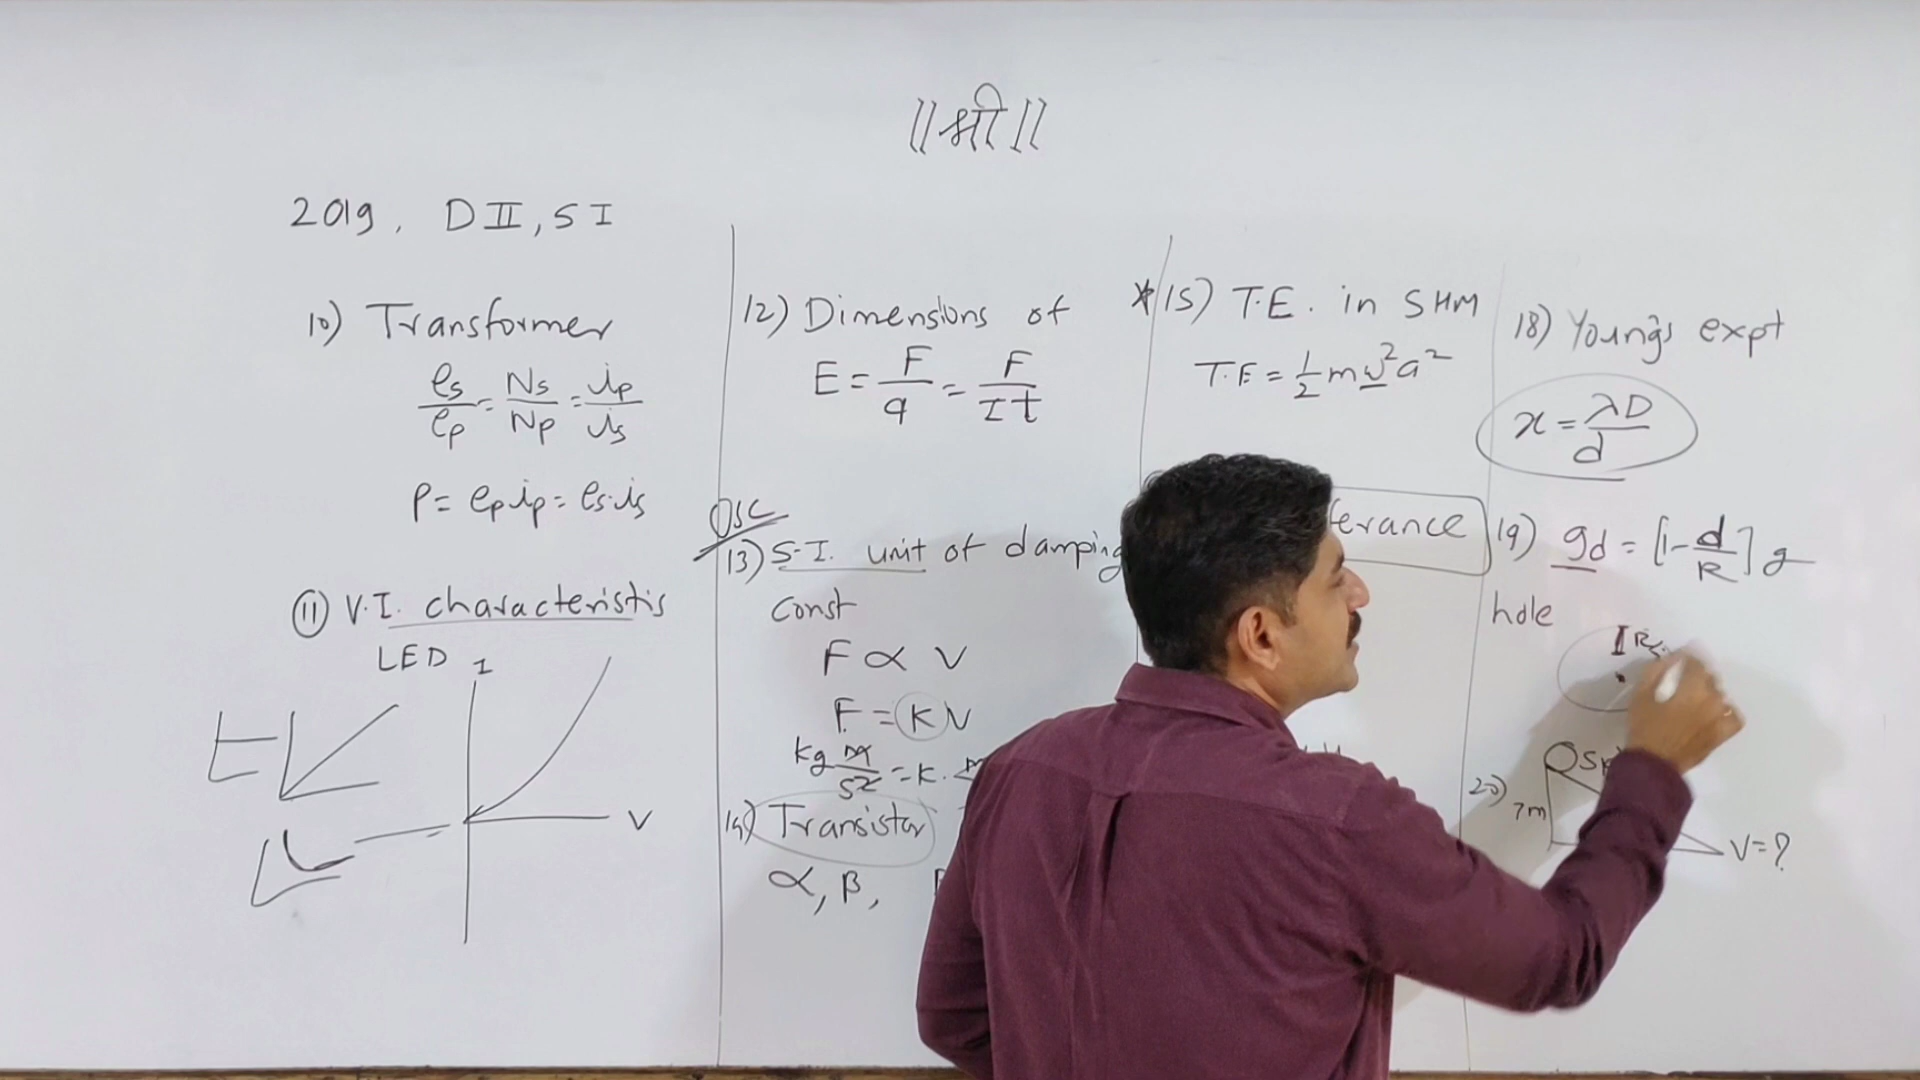 ||श्री||
2019, D II, S I
10) Transformer
es/ep = Ns/Np = ip/is
P = ep ip = es is
11) V.I. characteristis
LED I
V
12) Dimensions of
E = F/q = F/It
OSC
13) S.I. unit of damping
const
F ∝ V
F = KV
kg m/s² = K.
14) Transistor
α, β,
*15) T.E. in SHM
T.E = 1/2 mω²a²
erance
18) Young's expt
x = λD/d
19) gd = [1 - d/R] g
hole
20)
7m
V = ?